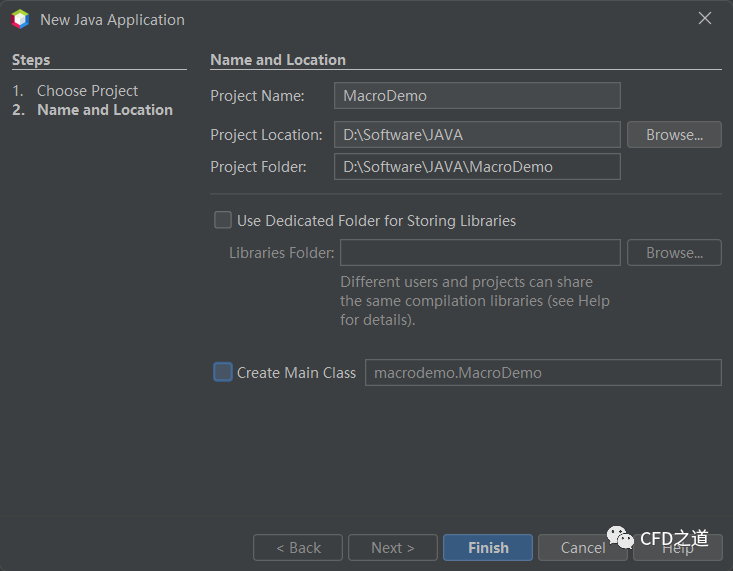 New Java Application
Steps
1. Choose Project
2. Name and Location
Name and Location
Project Name: MacroDemo
Project Location: D:\Software\JAVA Browse...
Project Folder: D:\Software\JAVA\MacroDemo
Use Dedicated Folder for Storing Libraries
Libraries Folder: Browse...
Different users and projects can share
the same compilation libraries (see Help
for details).
Create Main Class macrodemo.MacroDemo
< Back Next > Finish Cancel Help
CFD之道